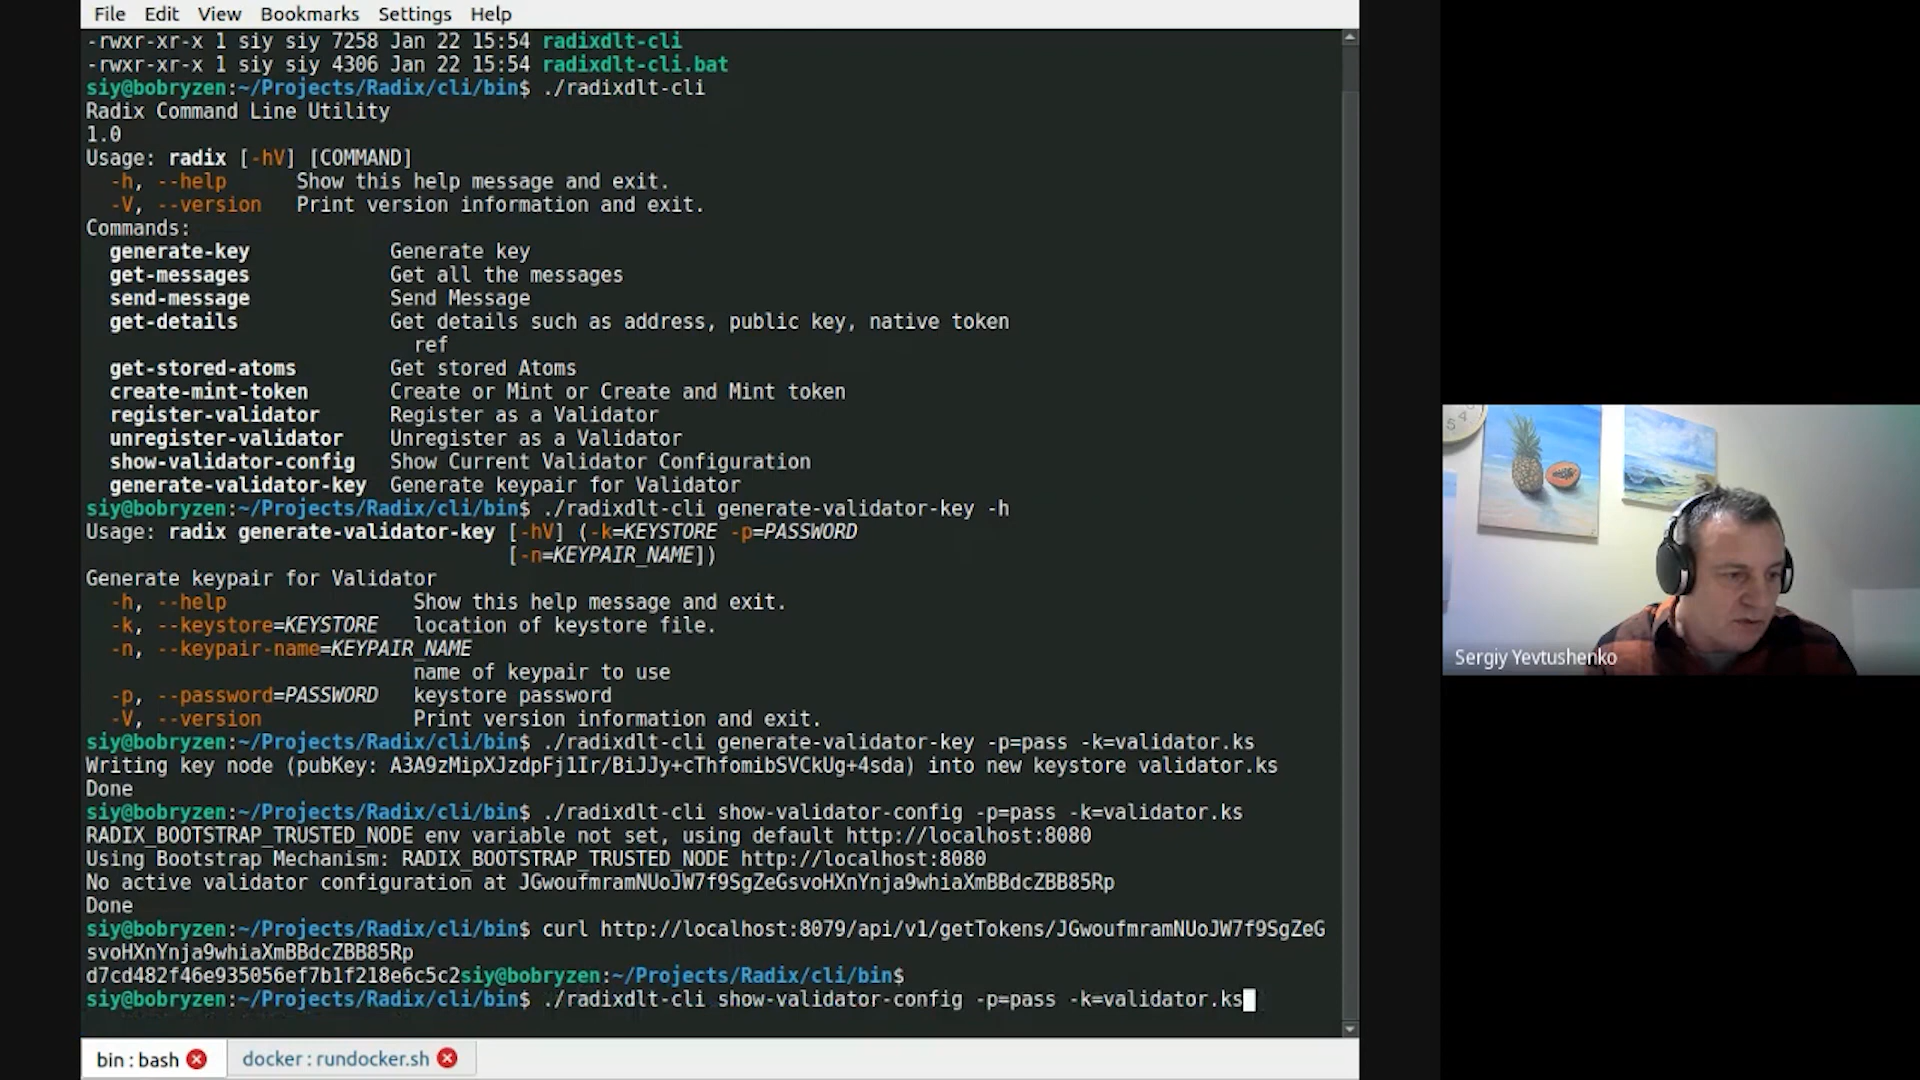 File Edit View Bookmarks Settings Help
-rwxr-xr-x 1 siy siy 7258 Jan 22 15:54 radixdlt-cli
-rwxr-xr-x 1 siy siy 4306 Jan 22 15:54 radixdlt-cli.bat
siy@bobryzen:~/Projects/Radix/cli/bin$ ./radixdlt-cli
Radix Command Line Utility
1.0
Usage: radix [-hV] [COMMAND]
-h, --help Show this help message and exit.
-V, --version Print version information and exit.
Commands:
generate-key Generate key
get-messages Get all the messages
send-message Send Message
get-details Get details such as address, public key, native token
ref
get-stored-atoms Get stored Atoms
create-mint-token Create or Mint or Create and Mint token
register-validator Register as a Validator
unregister-validator Unregister as a Validator
show-validator-config Show Current Validator Configuration
generate-validator-key Generate keypair for Validator
siy@bobryzen:~/Projects/Radix/cli/bin$ ./radixdlt-cli generate-validator-key -h
Usage: radix generate-validator-key [-hV] (-k=KEYSTORE -p=PASSWORD
[-n=KEYPAIR_NAME])
Generate keypair for Validator
-h, --help Show this help message and exit.
-k, --keystore=KEYSTORE location of keystore file.
-n, --keypair-name=KEYPAIR_NAME
name of keypair to use
-p, --password=PASSWORD keystore password
-V, --version Print version information and exit.
siy@bobryzen:~/Projects/Radix/cli/bin$ ./radixdlt-cli generate-validator-key -p=pass -k=validator.ks
Writing key node (pubKey: A3A9zMipXJzdpFj1Ir/BiJJy+cThfomibSVCkUg+4sda) into new keystore validator.ks
Done
siy@bobryzen:~/Projects/Radix/cli/bin$ ./radixdlt-cli show-validator-config -p=pass -k=validator.ks
RADIX_BOOTSTRAP_TRUSTED_NODE env variable not set, using default http://localhost:8080
Using Bootstrap Mechanism: RADIX_BOOTSTRAP_TRUSTED_NODE http://localhost:8080
No active validator configuration at JGwoufmramNUoJW7f9SgZeGsvoHXnYnja9whiaXmBBdcZBB85Rp
Done
siy@bobryzen:~/Projects/Radix/cli/bin$ curl http://localhost:8079/api/v1/getTokens/JGwoufmramNUoJW7f9SgZeG
svoHXnYnja9whiaXmBBdcZBB85Rp
d7cd482f46e935056ef7b1f218e6c5c2siy@bobryzen:~/Projects/Radix/cli/bin$
siy@bobryzen:~/Projects/Radix/cli/bin$ ./radixdlt-cli show-validator-config -p=pass -k=validator.ks
bin : bash docker : rundocker.sh
5 4
Sergiy Yevtushenko